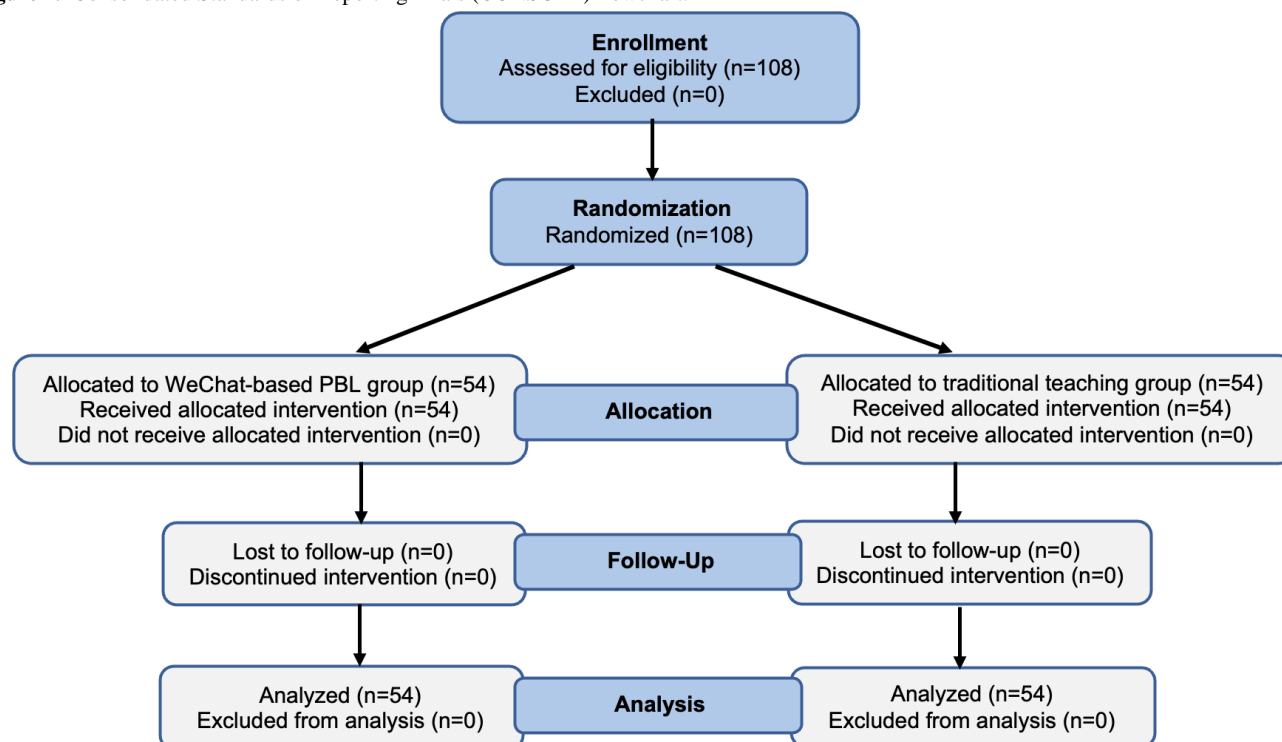 Enrollment
Assessed for eligibility (n=108)
Excluded (n=0)
Randomization
Randomized (n=108)
Allocated to WeChat-based PBL group (n=54)
Received allocated intervention (n=54)
Did not receive allocated intervention (n=0)
Allocation
Allocated to traditional teaching group (n=54)
Received allocated intervention (n=54)
Did not receive allocated intervention (n=0)
Lost to follow-up (n=0)
Discontinued intervention (n=0)
Follow-Up
Lost to follow-up (n=0)
Discontinued intervention (n=0)
Analyzed (n=54)
Excluded from analysis (n=0)
Analysis
Analyzed (n=54)
Excluded from analysis (n=0)